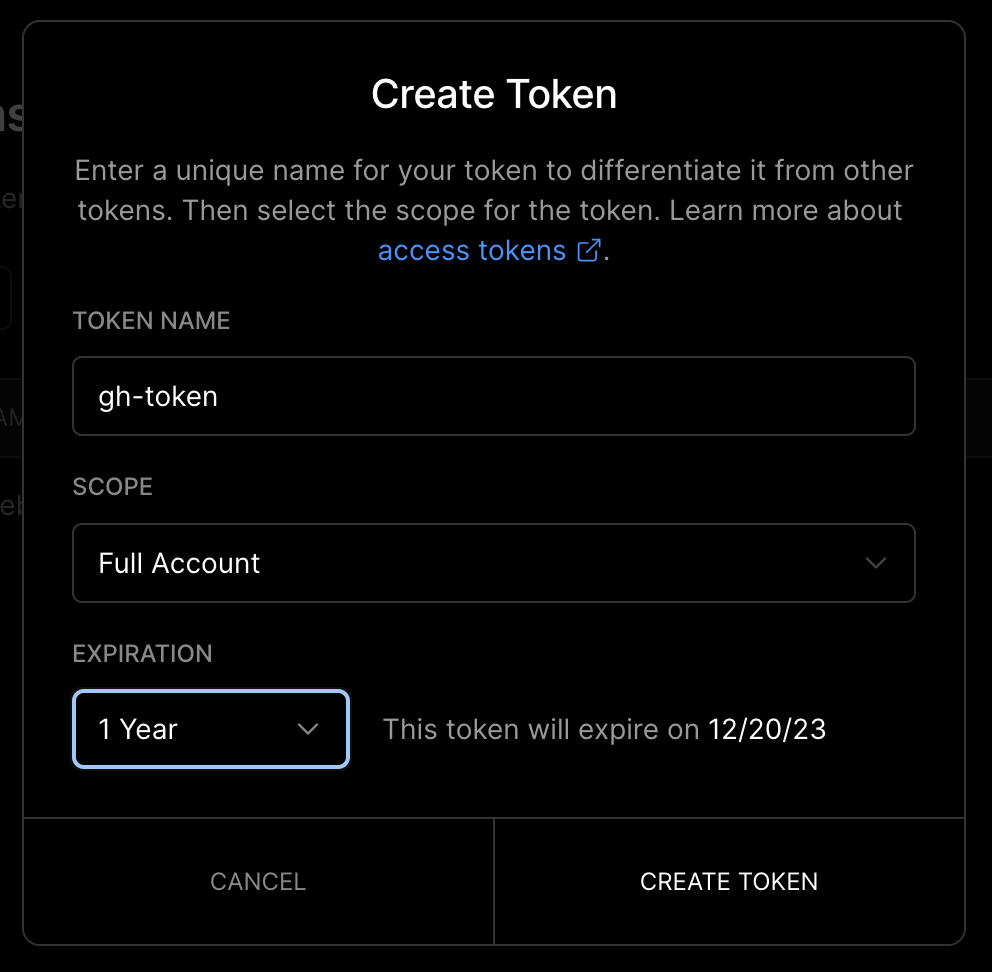 Create Token
Enter a unique name for your token to differentiate it from other
tokens. Then select the scope for the token. Learn more about
access tokens.
TOKEN NAME
gh-token
SCOPE
Full Account
EXPIRATION
1 Year
This token will expire on 12/20/23
CANCEL
CREATE TOKEN